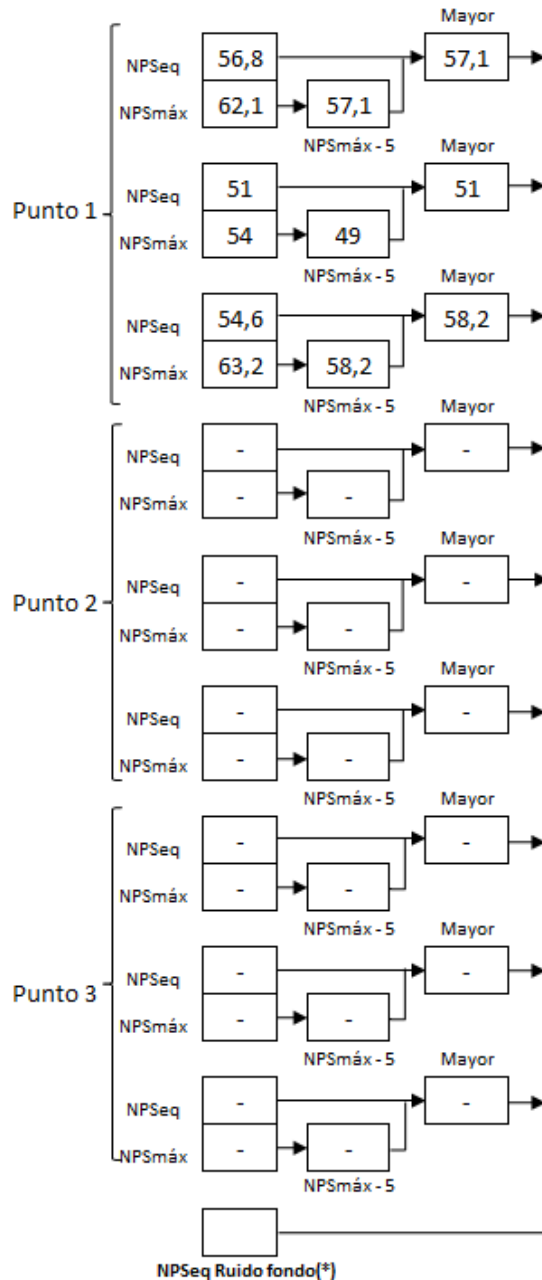 Mayor
NPSeq 56,8 57,1
NPSmáx 62,1 57,1
NPSmáx - 5
Mayor
Punto 1
NPSeq 51 51
NPSmáx 54 49
NPSmáx - 5
Mayor
NPSeq 54,6 58,2
NPSmáx 63,2 58,2
NPSmáx - 5
Mayor
NPSeq - -
NPSmáx - -
NPSmáx - 5
Mayor
NPSeq - -
Punto 2
NPSmáx - -
NPSmáx - 5
Mayor
NPSeq - -
NPSmáx - -
NPSmáx - 5
Mayor
NPSeq - -
NPSmáx - -
NPSmáx - 5
Mayor
NPSeq - -
Punto 3
NPSmáx - -
NPSmáx - 5
Mayor
NPSeq - -
NPSmáx - -
NPSmáx - 5
NPSeq Ruido fondo(*)